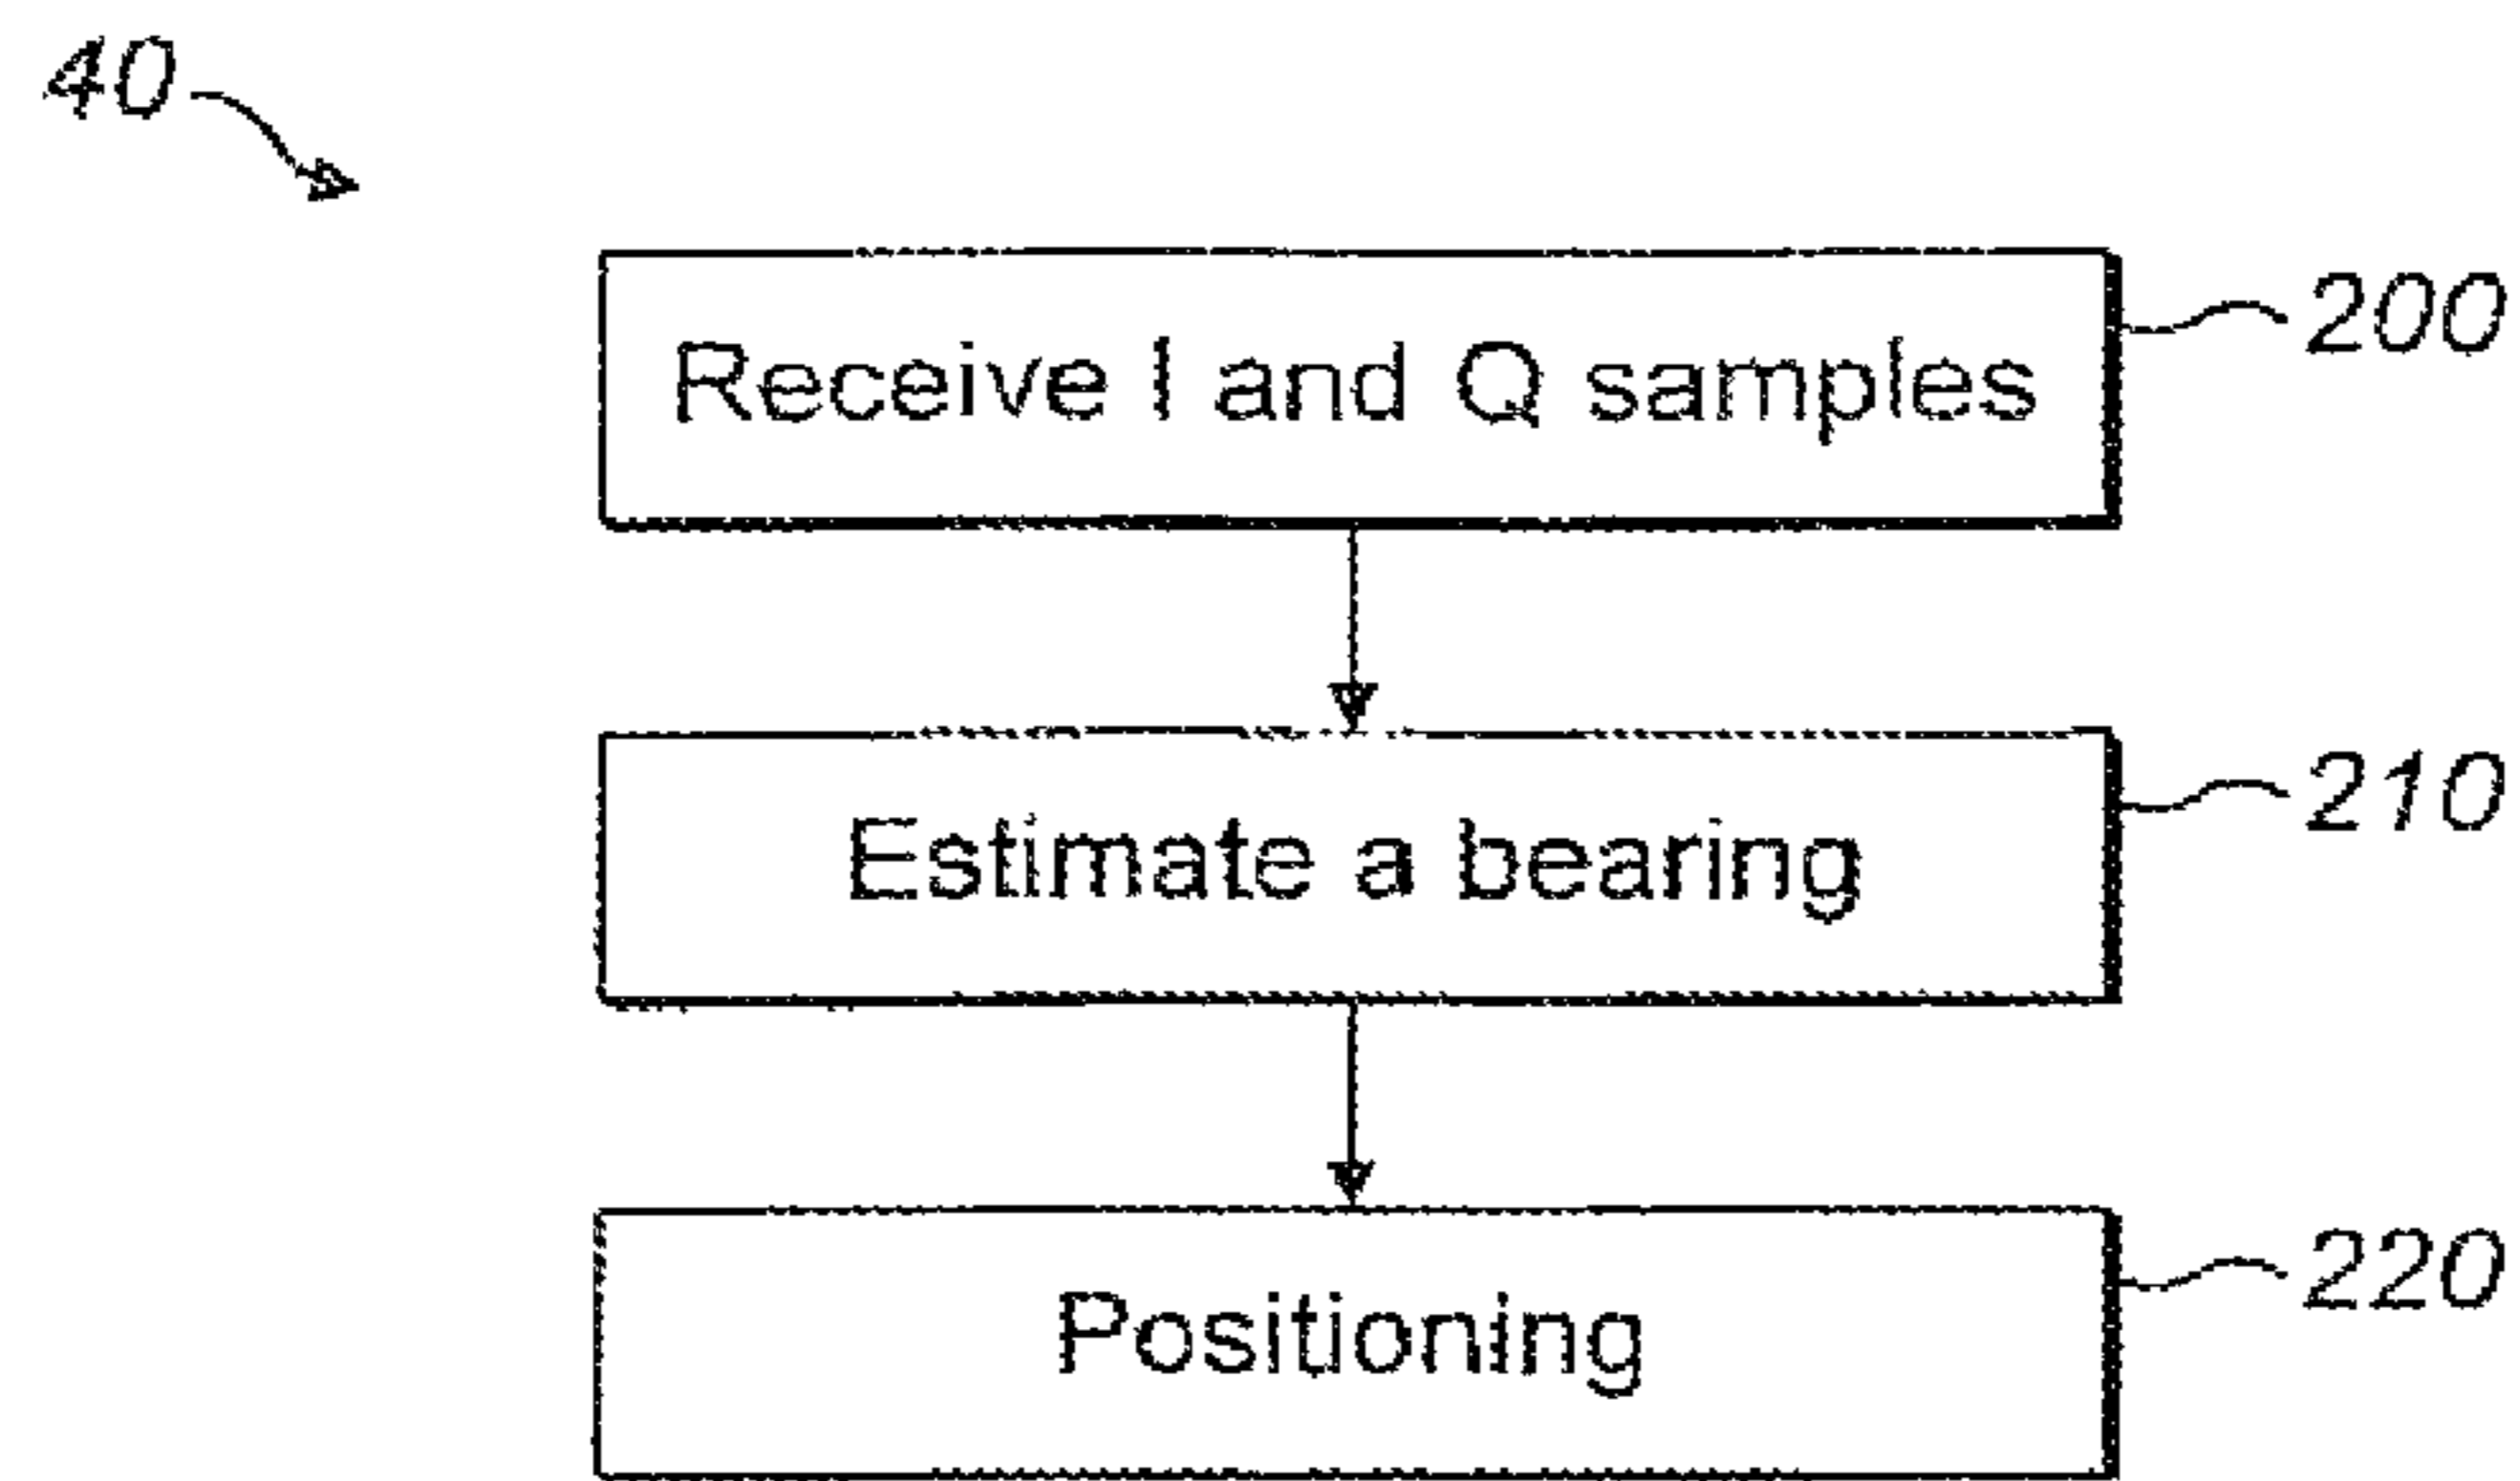 40
Receive I and Q samples
200
Estimate a bearing
210
Positioning
220